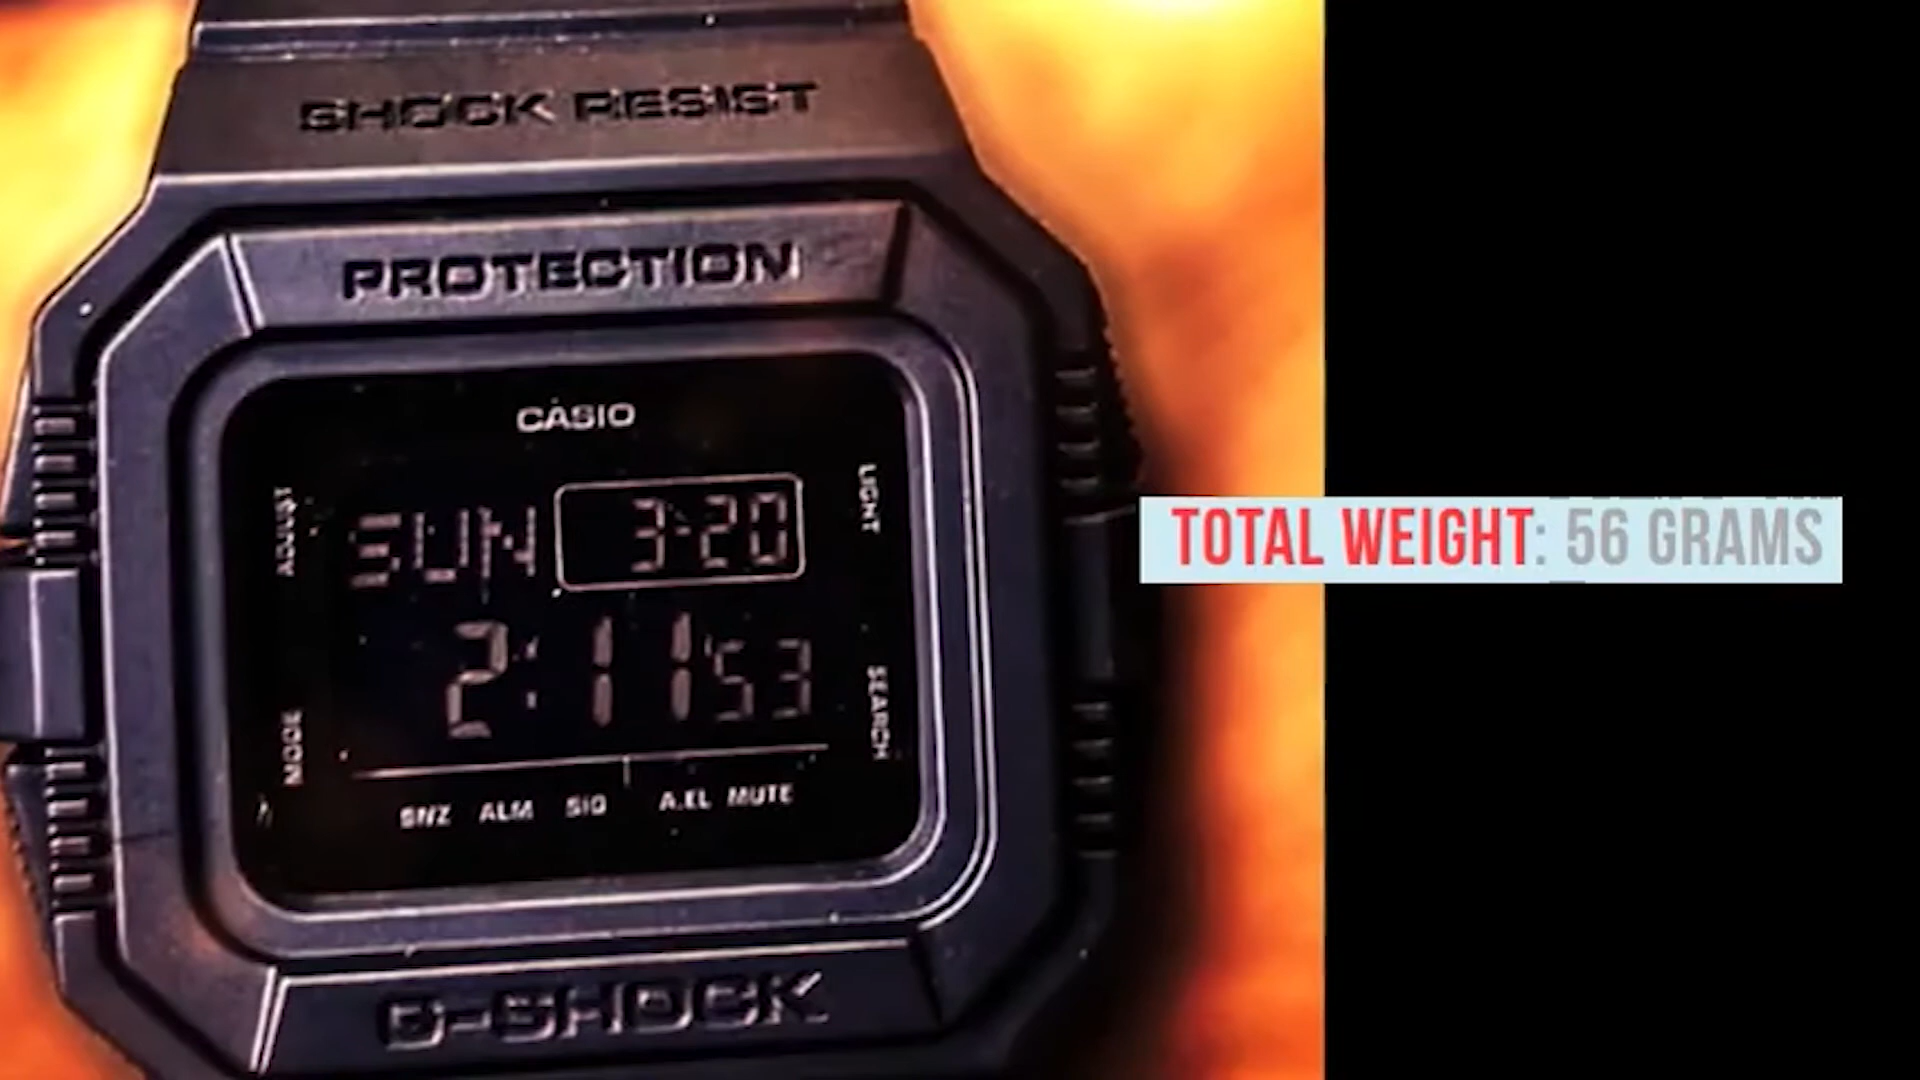 SHOCK RESIST
PROTECTION
CASIO
ADJUST
LIGHT
SUN 3-20
2:11 53
MODE
SEARCH
SNZ ALM SIG A.EL MUTE
G-SHOCK
TOTAL WEIGHT: 56 GRAMS